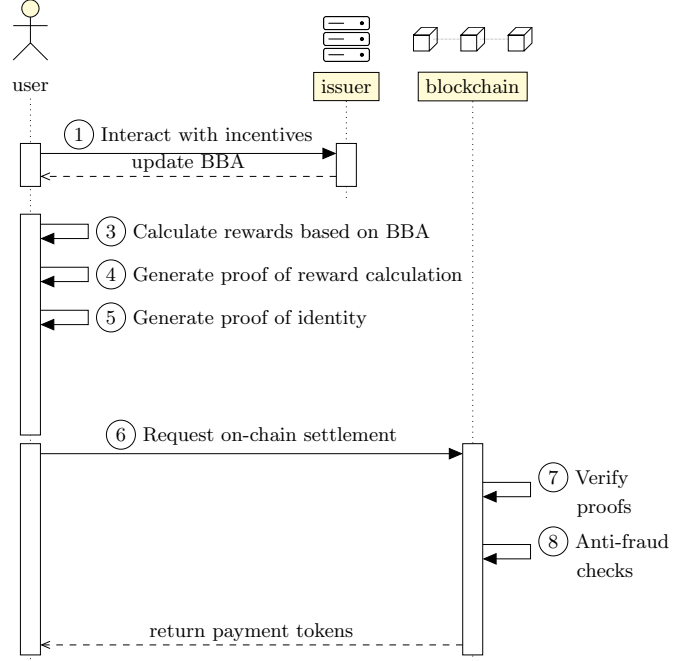 user
issuer
blockchain
1 Interact with incentives
update BBA
3 Calculate rewards based on BBA
4 Generate proof of reward calculation
5 Generate proof of identity
6 Request on-chain settlement
7 Verify
proofs
8 Anti-fraud
checks
return payment tokens